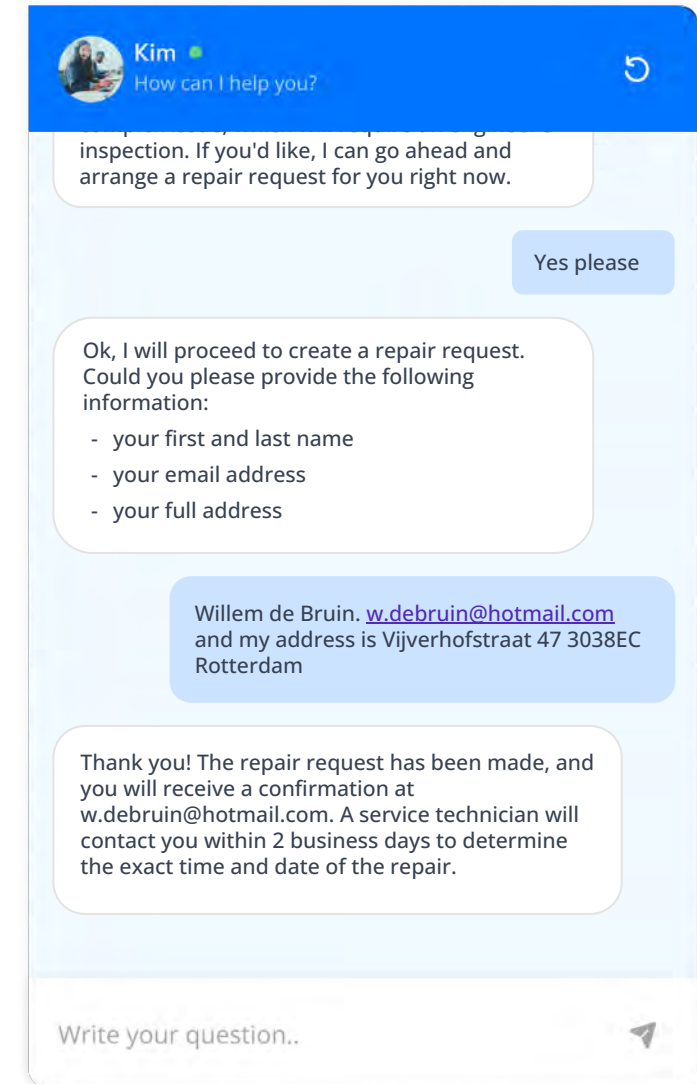 Kim
How can I help you?
inspection. If you'd like, I can go ahead and
arrange a repair request for you right now.
Yes please
Ok, I will proceed to create a repair request.
Could you please provide the following
information:
- your first and last name
- your email address
- your full address
Willem de Bruin. w.debruin@hotmail.com
and my address is Vijverhofstraat 47 3038EC
Rotterdam
Thank you! The repair request has been made, and
you will receive a confirmation at
w.debruin@hotmail.com. A service technician will
contact you within 2 business days to determine
the exact time and date of the repair.
Write your question..